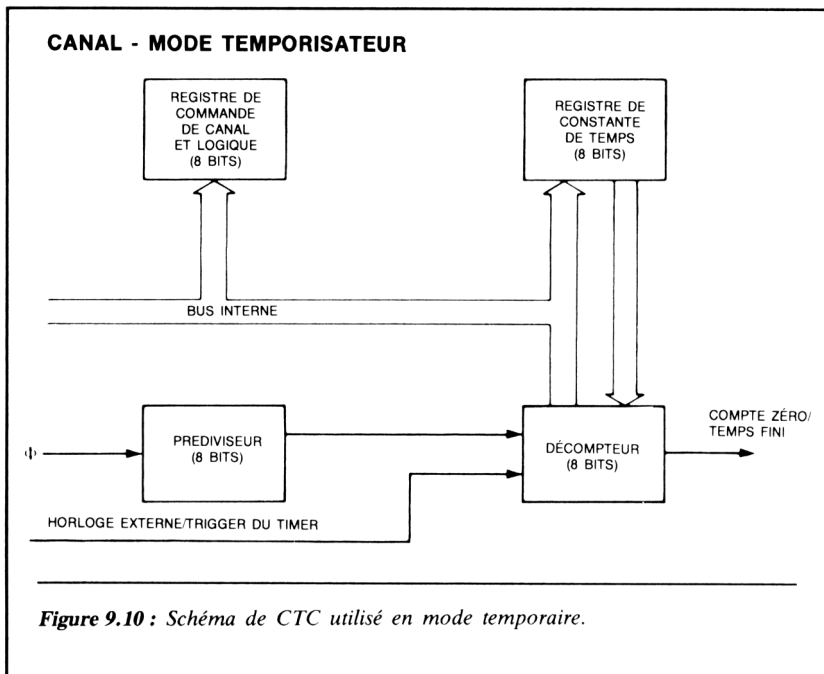 CANAL - MODE TEMPORISATEUR
REGISTRE DE
COMMANDE
DE CANAL
ET LOGIQUE
(8 BITS)
REGISTRE DE
CONSTANTE
DE TEMPS
(8 BITS)
BUS INTERNE
Φ
PREDIVISEUR
(8 BITS)
DÉCOMPTEUR
(8 BITS)
COMPTE ZÉRO/
TEMPS FINI
HORLOGE EXTERNE/TRIGGER DU TIMER
Figure 9.10 : Schéma de CTC utilisé en mode temporaire.